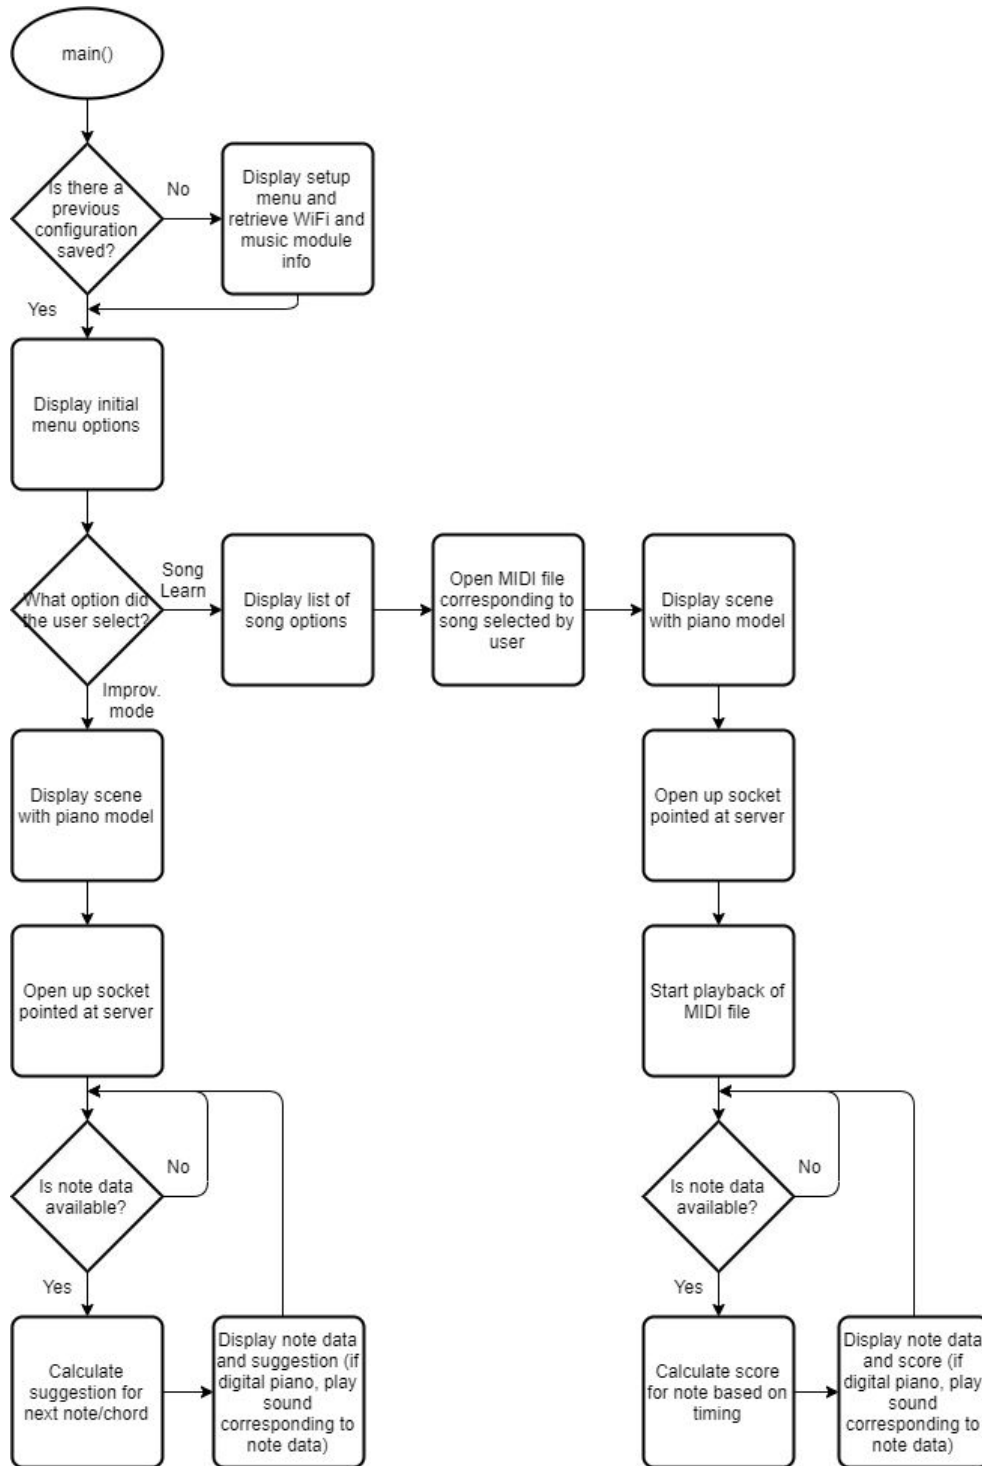 main()
Is there a
previous
configuration
saved?
No
Display setup
menu and
retrieve WiFi and
music module
info
Yes
Display initial
menu options
What option did
the user select?
Song
Learn
Display list of
song options
Open MIDI file
corresponding to
song selected by
user
Display scene
with piano model
Improv.
mode
Display scene
with piano model
Open up socket
pointed at server
Open up socket
pointed at server
Start playback of
MIDI file
Is note data
available?
No
Is note data
available?
No
Yes
Yes
Calculate
suggestion for
next note/chord
Display note data
and suggestion (if
digital piano, play
sound
corresponding to
note data)
Calculate score
for note based on
timing
Display note data
and score (if
digital piano, play
sound
corresponding to
note data)